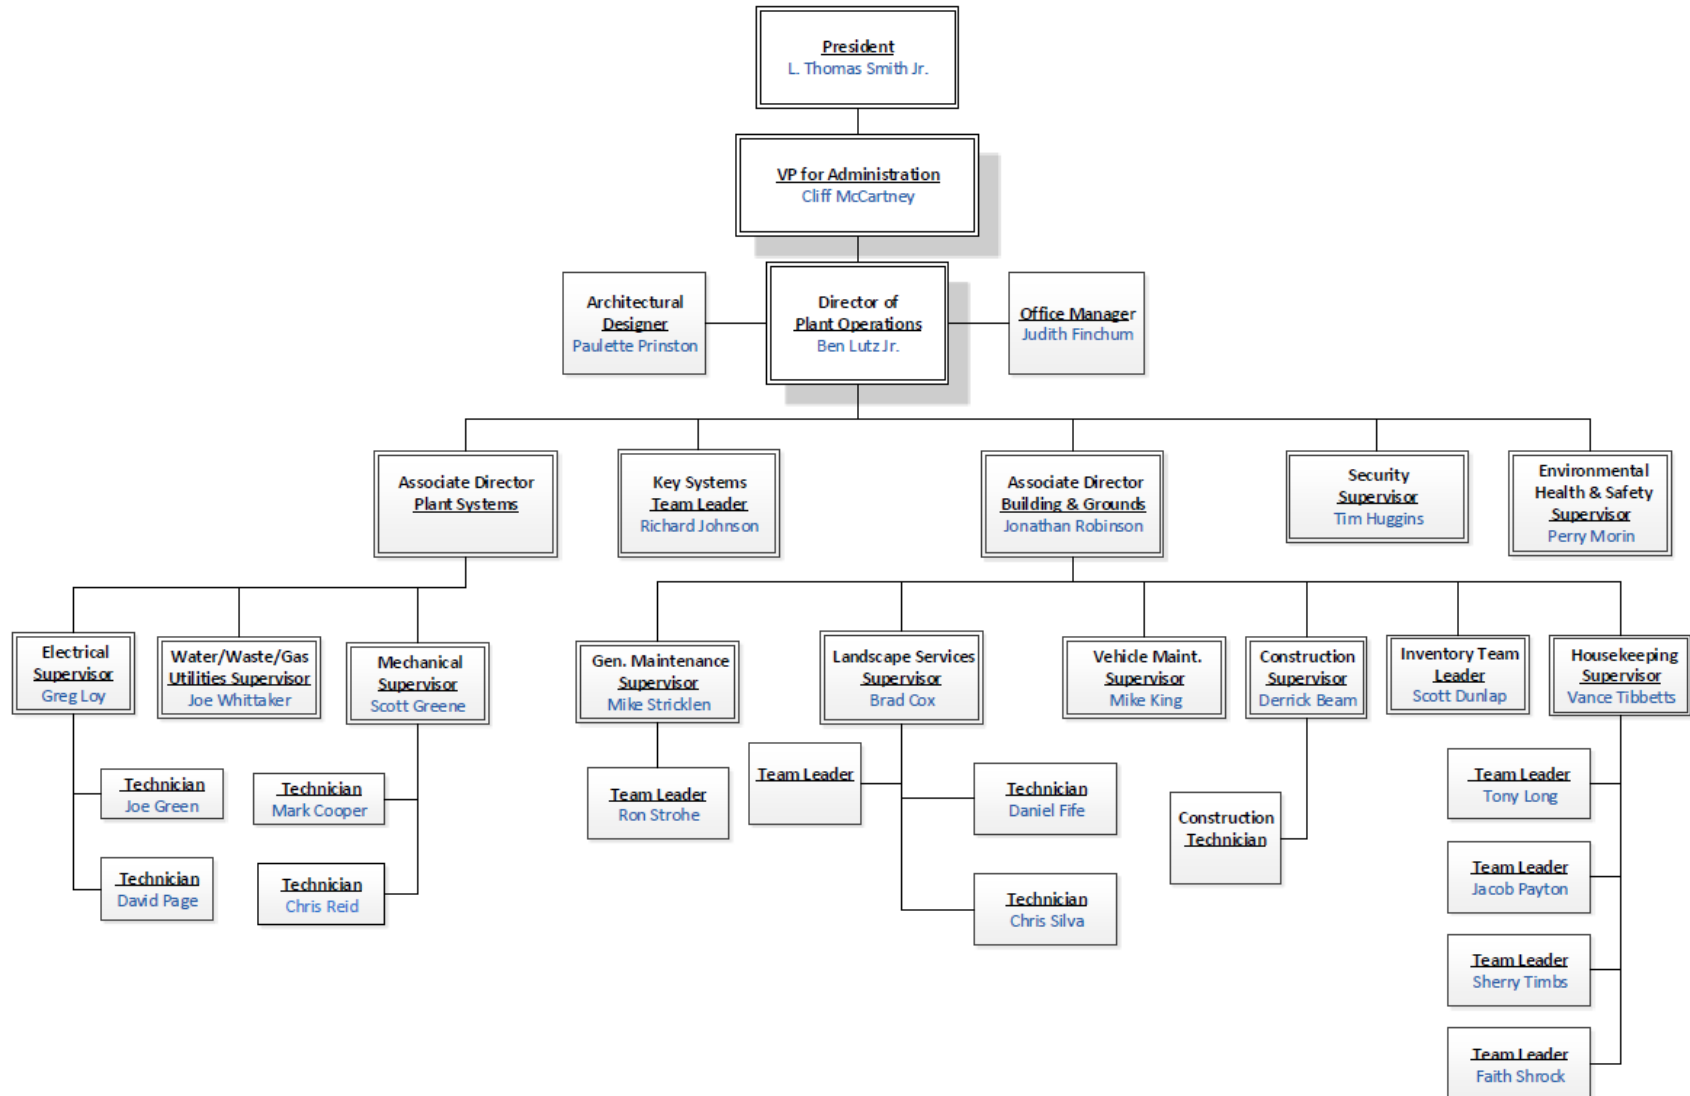 President
L. Thomas Smith Jr.
VP for Administration
Cliff McCartney
Architectural
Designer
Paulette Prinston
Director of
Plant Operations
Ben Lutz Jr.
Office Manager
Judith Finchum
Associate Director
Plant Systems
Key Systems
Team Leader
Richard Johnson
Associate Director
Building & Grounds
Jonathan Robinson
Security
Supervisor
Tim Huggins
Environmental
Health & Safety
Supervisor
Perry Morin
Electrical
Supervisor
Greg Loy
Water/Waste/Gas
Utilities Supervisor
Joe Whittaker
Mechanical
Supervisor
Scott Greene
Gen. Maintenance
Supervisor
Mike Stricklen
Landscape Services
Supervisor
Brad Cox
Vehicle Maint.
Supervisor
Mike King
Construction
Supervisor
Derrick Beam
Inventory Team
Leader
Scott Dunlap
Housekeeping
Supervisor
Vance Tibbetts
Technician
Joe Green
Technician
Mark Cooper
Team Leader
Ron Strohe
Team Leader
Technician
Daniel Fife
Construction
Technician
Team Leader
Tony Long
Technician
David Page
Technician
Chris Reid
Technician
Chris Silva
Team Leader
Jacob Payton
Team Leader
Sherry Timbs
Team Leader
Faith Shrock